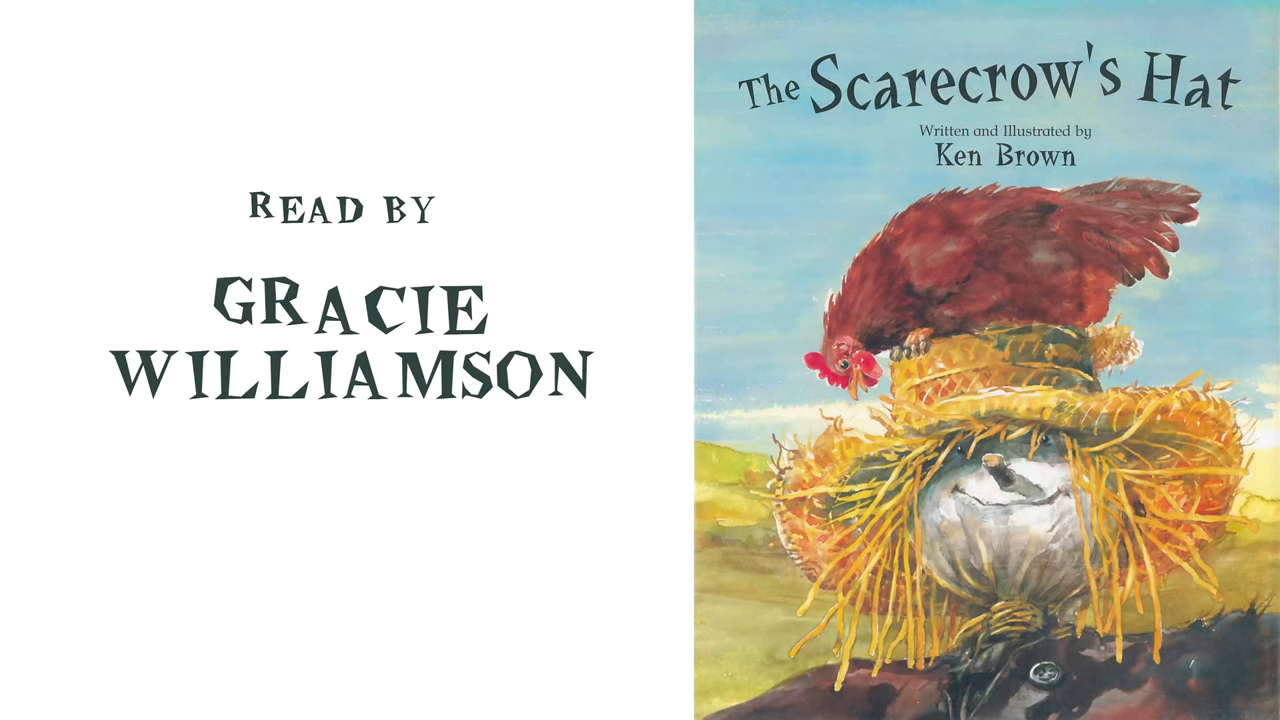 READ BY
GRACIE
WILLIAMSON
The Scarecrow's Hat
Written and Illustrated by
Ken Brown